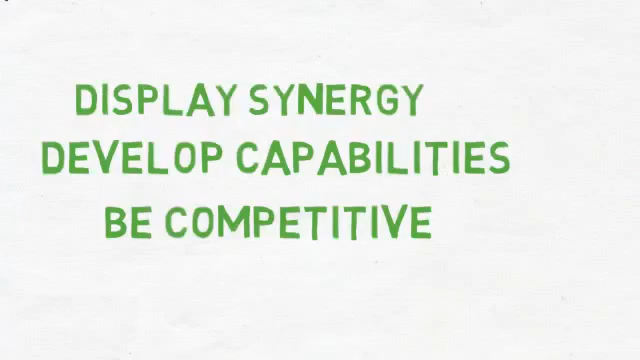 DISPLAY SYNERGY
DEVELOP CAPABILITIES
BE COMPETITIVE